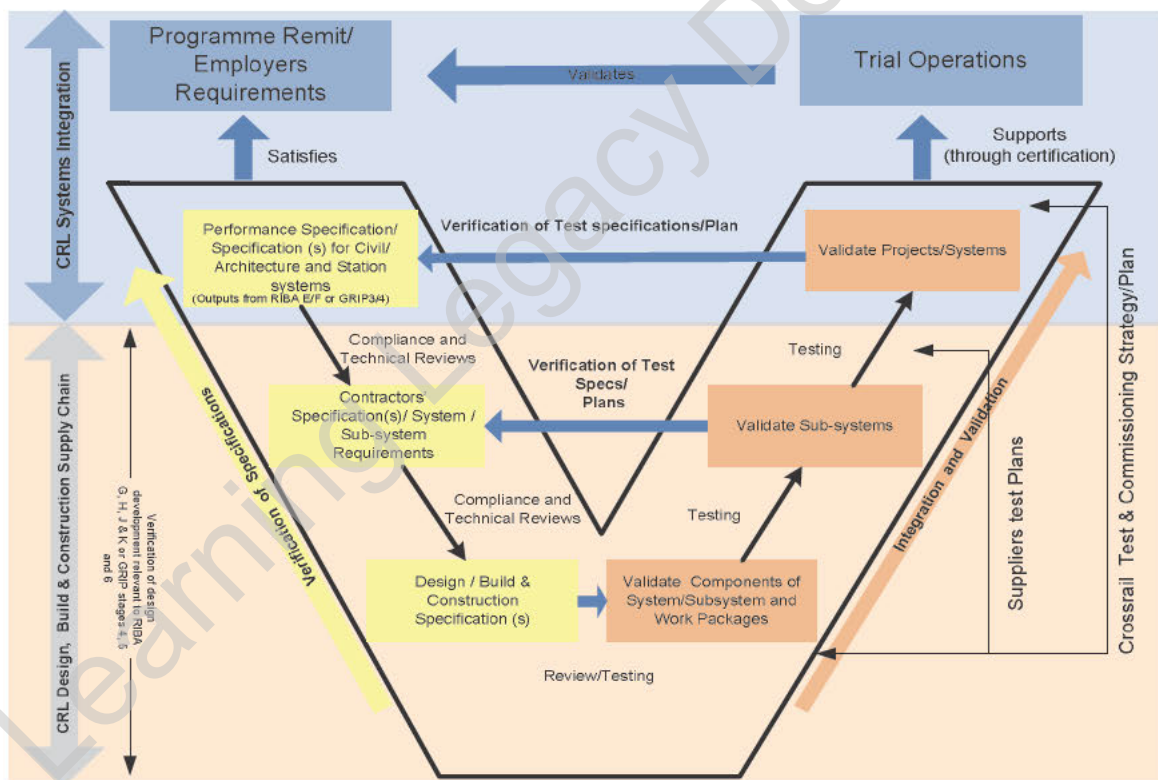 Programme Remit/
Employers
Requirements
Validates
Trial Operations
Satisfies
Supports
(through certification)
CRL Systems Integration
Performance Specification/
Specification (s) for Civil/
Architecture and Station
systems
(Outputs from RIBA E/F or GRIP3/4)
Verification of Test specifications/Plan
Validate Projects/Systems
Compliance and
Technical Reviews
Verification of Test
Specs/
Plans
Testing
Contractors'
Specification(s)/ System /
Sub-system
Requirements
Validate Sub-systems
Compliance and
Technical Reviews
Testing
Design / Build &
Construction
Specification (s)
Validate Components of
System/Subsystem and
Work Packages
Review/Testing
CRL Design, Build & Construction Supply Chain
Verification of design
development relevant to RIBA
G, H, J & K or GRIP stages 4, 5
and 6
Verification of Specifications
Integration and Validation
Suppliers test Plans
Crossrail Test & Commissioning Strategy/Plan
Learning Legacy